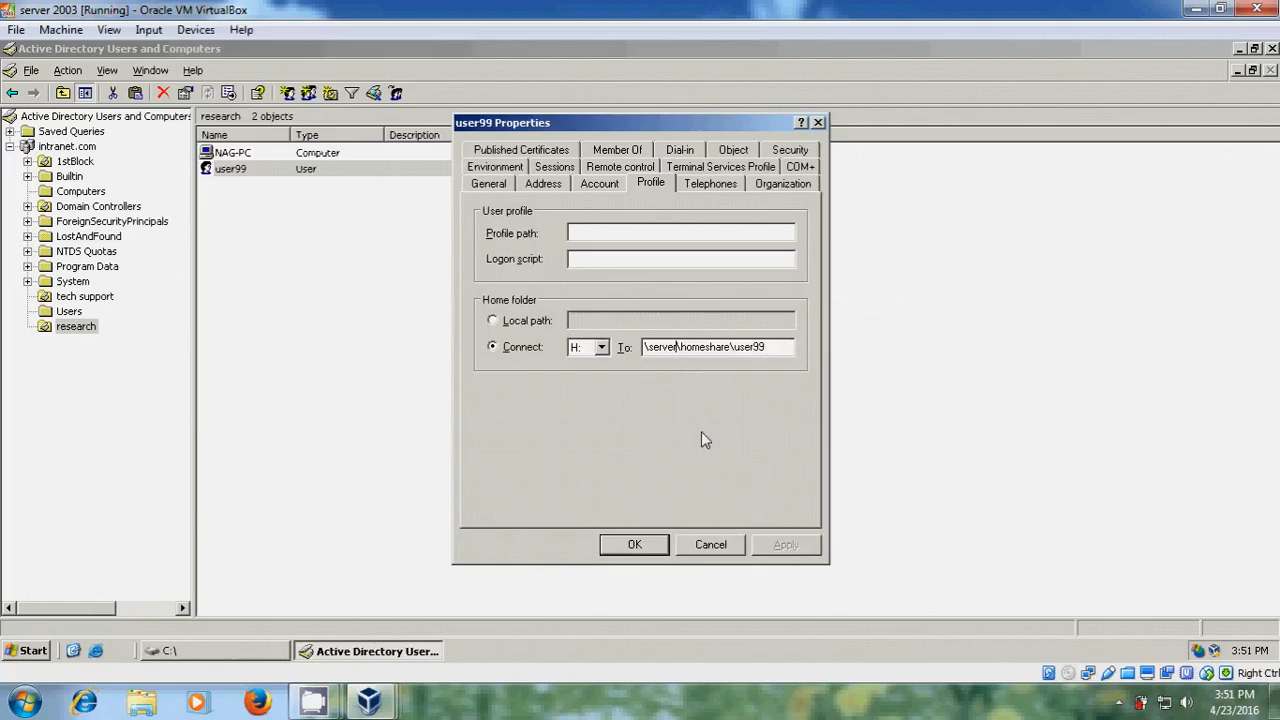 server 2003 [Running] - Oracle VM VirtualBox
File Machine View Input Devices Help
Active Directory Users and Computers
File Action View Window Help
Active Directory Users and Computers
Saved Queries
intranet.com
1stBlock
Builtin
Computers
Domain Controllers
ForeignSecurityPrincipals
LostAndFound
NTDS Quotas
Program Data
System
tech support
Users
research
research 2 objects
Name Type Description
NAG-PC Computer
user99 User
user99 Properties
Published Certificates Member Of Dial-in Object Security
Environment Sessions Remote control Terminal Services Profile COM+
General Address Account Profile Telephones Organization
User profile
Profile path:
Logon script:
Home folder
Local path:
Connect: H: To: \server\homeshare\user99
OK Cancel Apply
Start C:\ Active Directory User... 3:51 PM
Right Ctrl
3:51 PM
4/23/2016